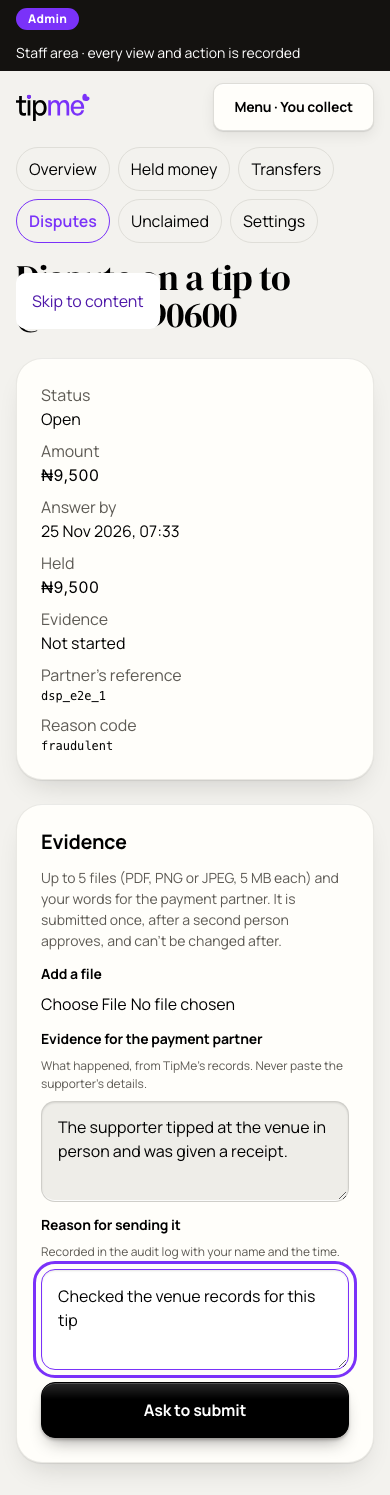 Admin
Staff area · every view and action is recorded
tipme
Menu · You collect
Overview
Held money
Transfers
Disputes
Unclaimed
Settings
on a tip to
Skip to content
90600
Status
Open
Amount
₦9,500
Answer by
25 Nov 2026, 07:33
Held
₦9,500
Evidence
Not started
Partner's reference
dsp_e2e_1
Reason code
fraudulent
Evidence
Up to 5 files (PDF, PNG or JPEG, 5 MB each) and
your words for the payment partner. It is
submitted once, after a second person
approves, and can't be changed after.
Add a file
Choose File No file chosen
Evidence for the payment partner
What happened, from TipMe's records. Never paste the
supporter's details.
The supporter tipped at the venue in
person and was given a receipt.
Reason for sending it
Recorded in the audit log with your name and the time.
Checked the venue records for this
tip
Ask to submit